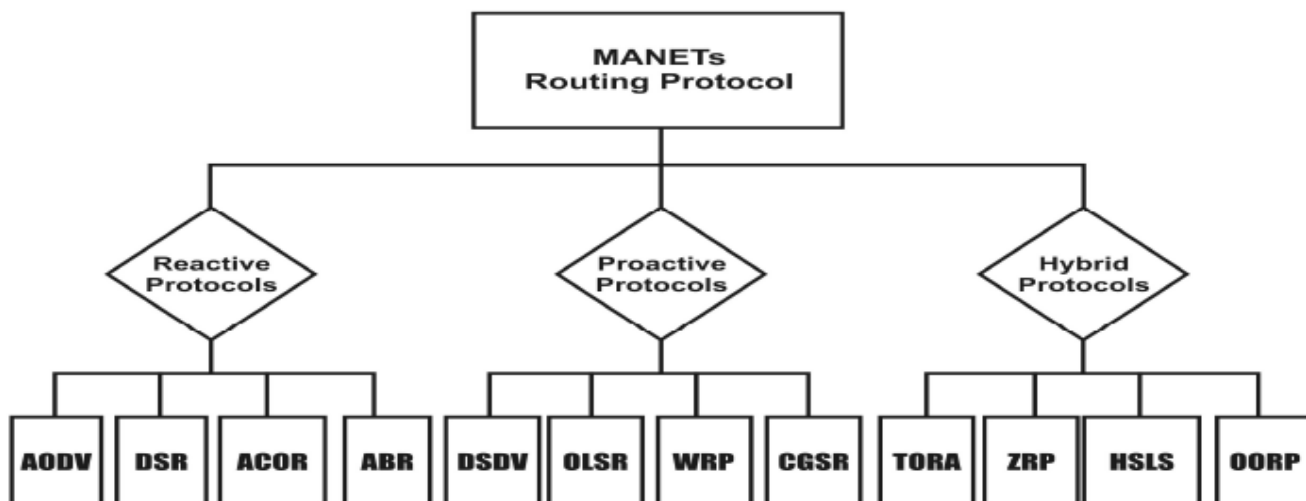 MANETs
Routing Protocol
Reactive
Protocols
Proactive
Protocols
Hybrid
Protocols
AODV
DSR
ACOR
ABR
DSDV
OLSR
WRP
CGSR
TORA
ZRP
HSLS
OORP